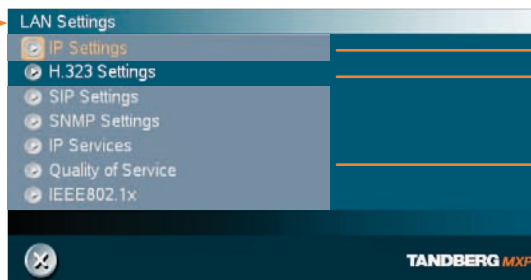 LAN Settings
IP Settings
H.323 Settings
SIP Settings
SNMP Settings
IP Services
Quality of Service
IEEE802.1x
TANDBERG MXP